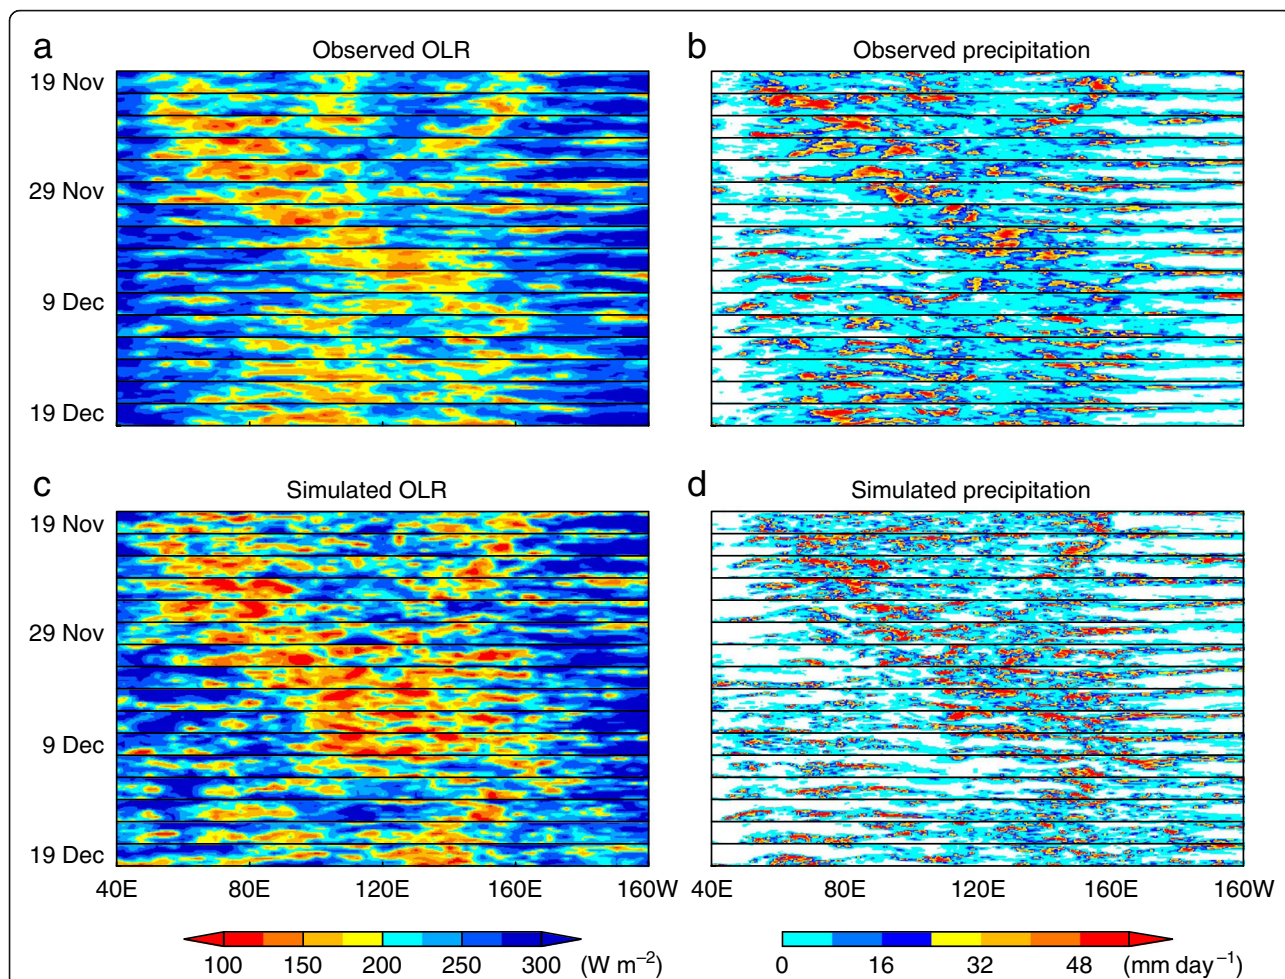 a Observed OLR
b Observed precipitation
19 Nov
29 Nov
9 Dec
19 Dec
c Simulated OLR
d Simulated precipitation
19 Nov
29 Nov
9 Dec
19 Dec
40E 80E 120E 160E 160W
40E 80E 120E 160E 160W
100 150 200 250 300 (W m⁻²)
0 16 32 48 (mm day⁻¹)